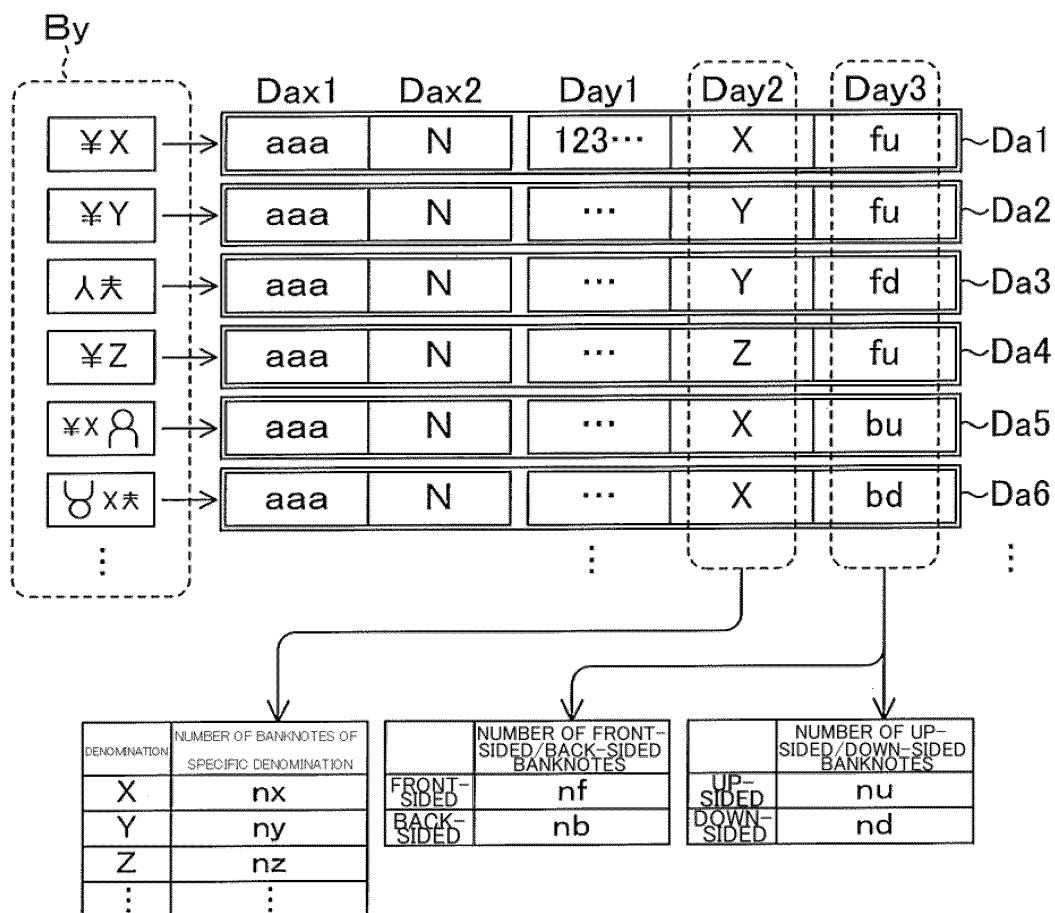 By
Dax1 Dax2 Day1 Day2 Day3
¥X aaa N 123··· X fu Da1
¥Y aaa N ··· Y fu Da2
aaa N ··· Y fd Da3
¥Z aaa N ··· Z fu Da4
¥X aaa N ··· X bu Da5
X aaa N ··· X bd Da6
⋮ ⋮ ⋮
DENOMINATION NUMBER OF BANKNOTES OF
SPECIFIC DENOMINATION
X nx
Y ny
Z nz
⋮ ⋮
NUMBER OF FRONT-
SIDED/BACK-SIDED
BANKNOTES
FRONT-
SIDED nf
BACK-
SIDED nb
NUMBER OF UP-
SIDED/DOWN-SIDED
BANKNOTES
UP-
SIDED nu
DOWN-
SIDED nd